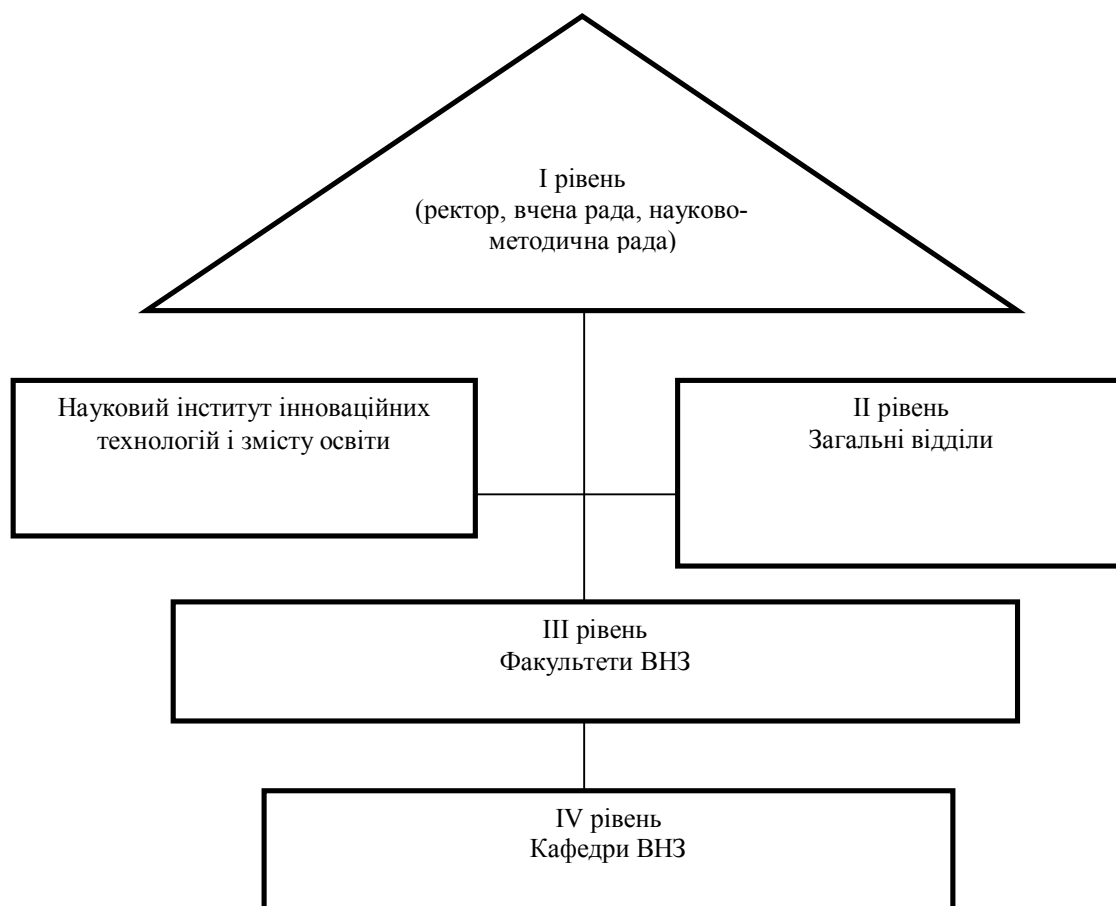 І рівень
(ректор, вчена рада, науково-
методична рада)
Науковий інститут інноваційних
технологій і змісту освіти
ІІ рівень
Загальні відділи
ІІІ рівень
Факультети ВНЗ
IV рівень
Кафедри ВНЗ